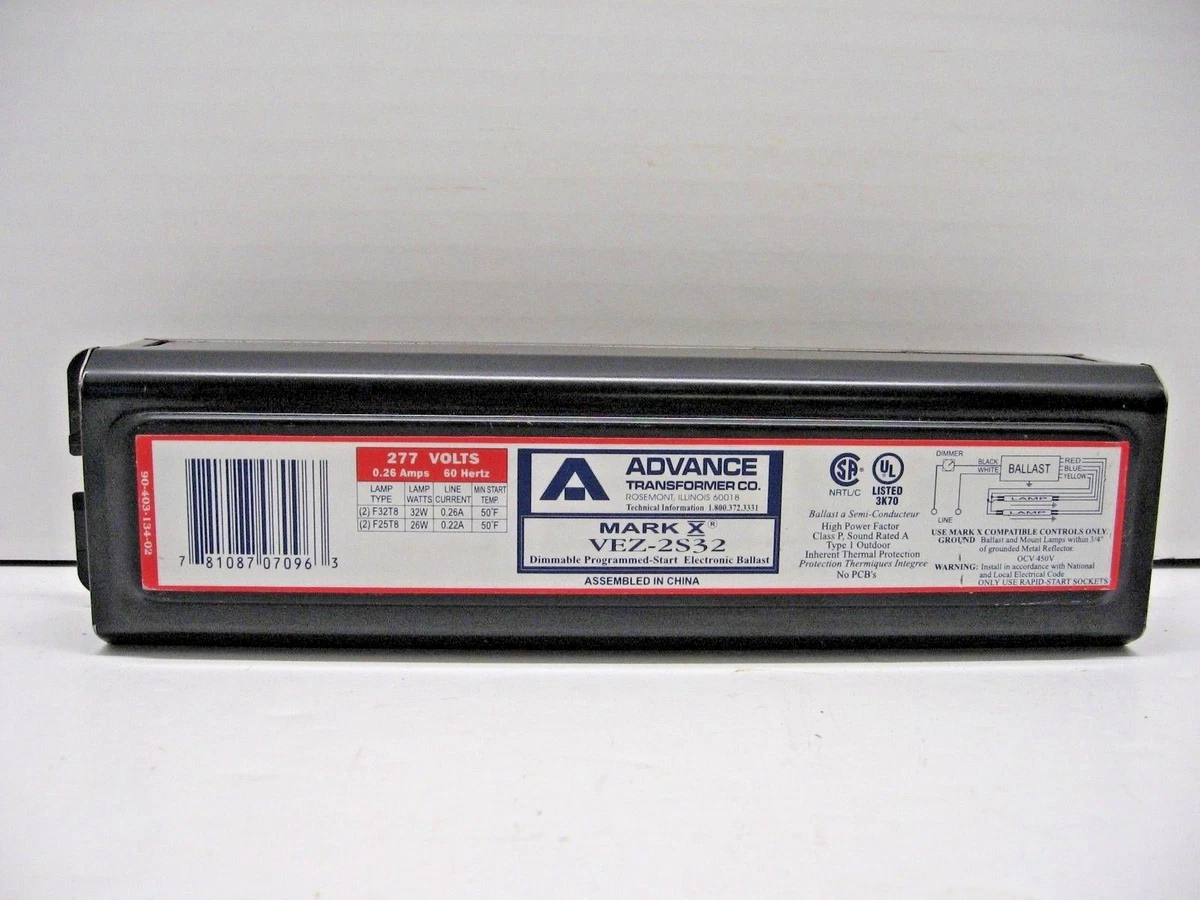 90-403-134-02
7 81087 07096 3
277 VOLTS
0.26 Amps 60 Hertz
LAMP TYPE LAMP WATTS LINE CURRENT MIN START TEMP.
(2) F32T8 32W 0.26A 50°F
(2) F25T8 26W 0.22A 50°F
ADVANCE
TRANSFORMER CO.
ROSEMONT, ILLINOIS 60018
Technical Information 1.800.372.3331
MARK X®
VEZ-2S32
Dimmable Programmed-Start Electronic Ballast
ASSEMBLED IN CHINA
SA®
NRTL/C
UL®
LISTED
3K70
Ballast a Semi-Conducteur
High Power Factor
Class P, Sound Rated A
Type 1 Outdoor
Inherent Thermal Protection
Protection Thermiques Integree
No PCB's
DIMMER
BLACK
WHITE
BALLAST
RED
BLUE
YELLOW
LAMP
LAMP
LINE
USE MARK X COMPATIBLE CONTROLS ONLY.
GROUND Ballast and Mount Lamps within 3/4"
of grounded Metal Reflector.
OCV 450V
WARNING: Install in accordance with National
and Local Electrical Code
ONLY USE RAPID-START SOCKETS